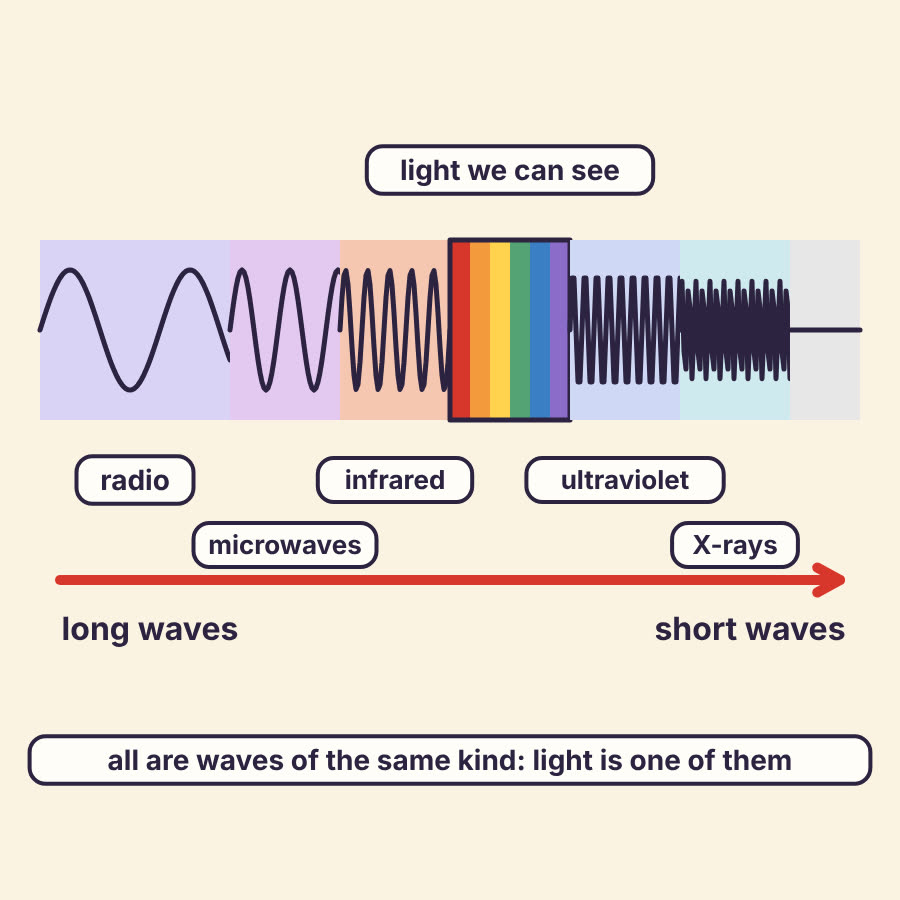 light we can see
radio
infrared
ultraviolet
microwaves
X-rays
long waves
short waves
all are waves of the same kind: light is one of them